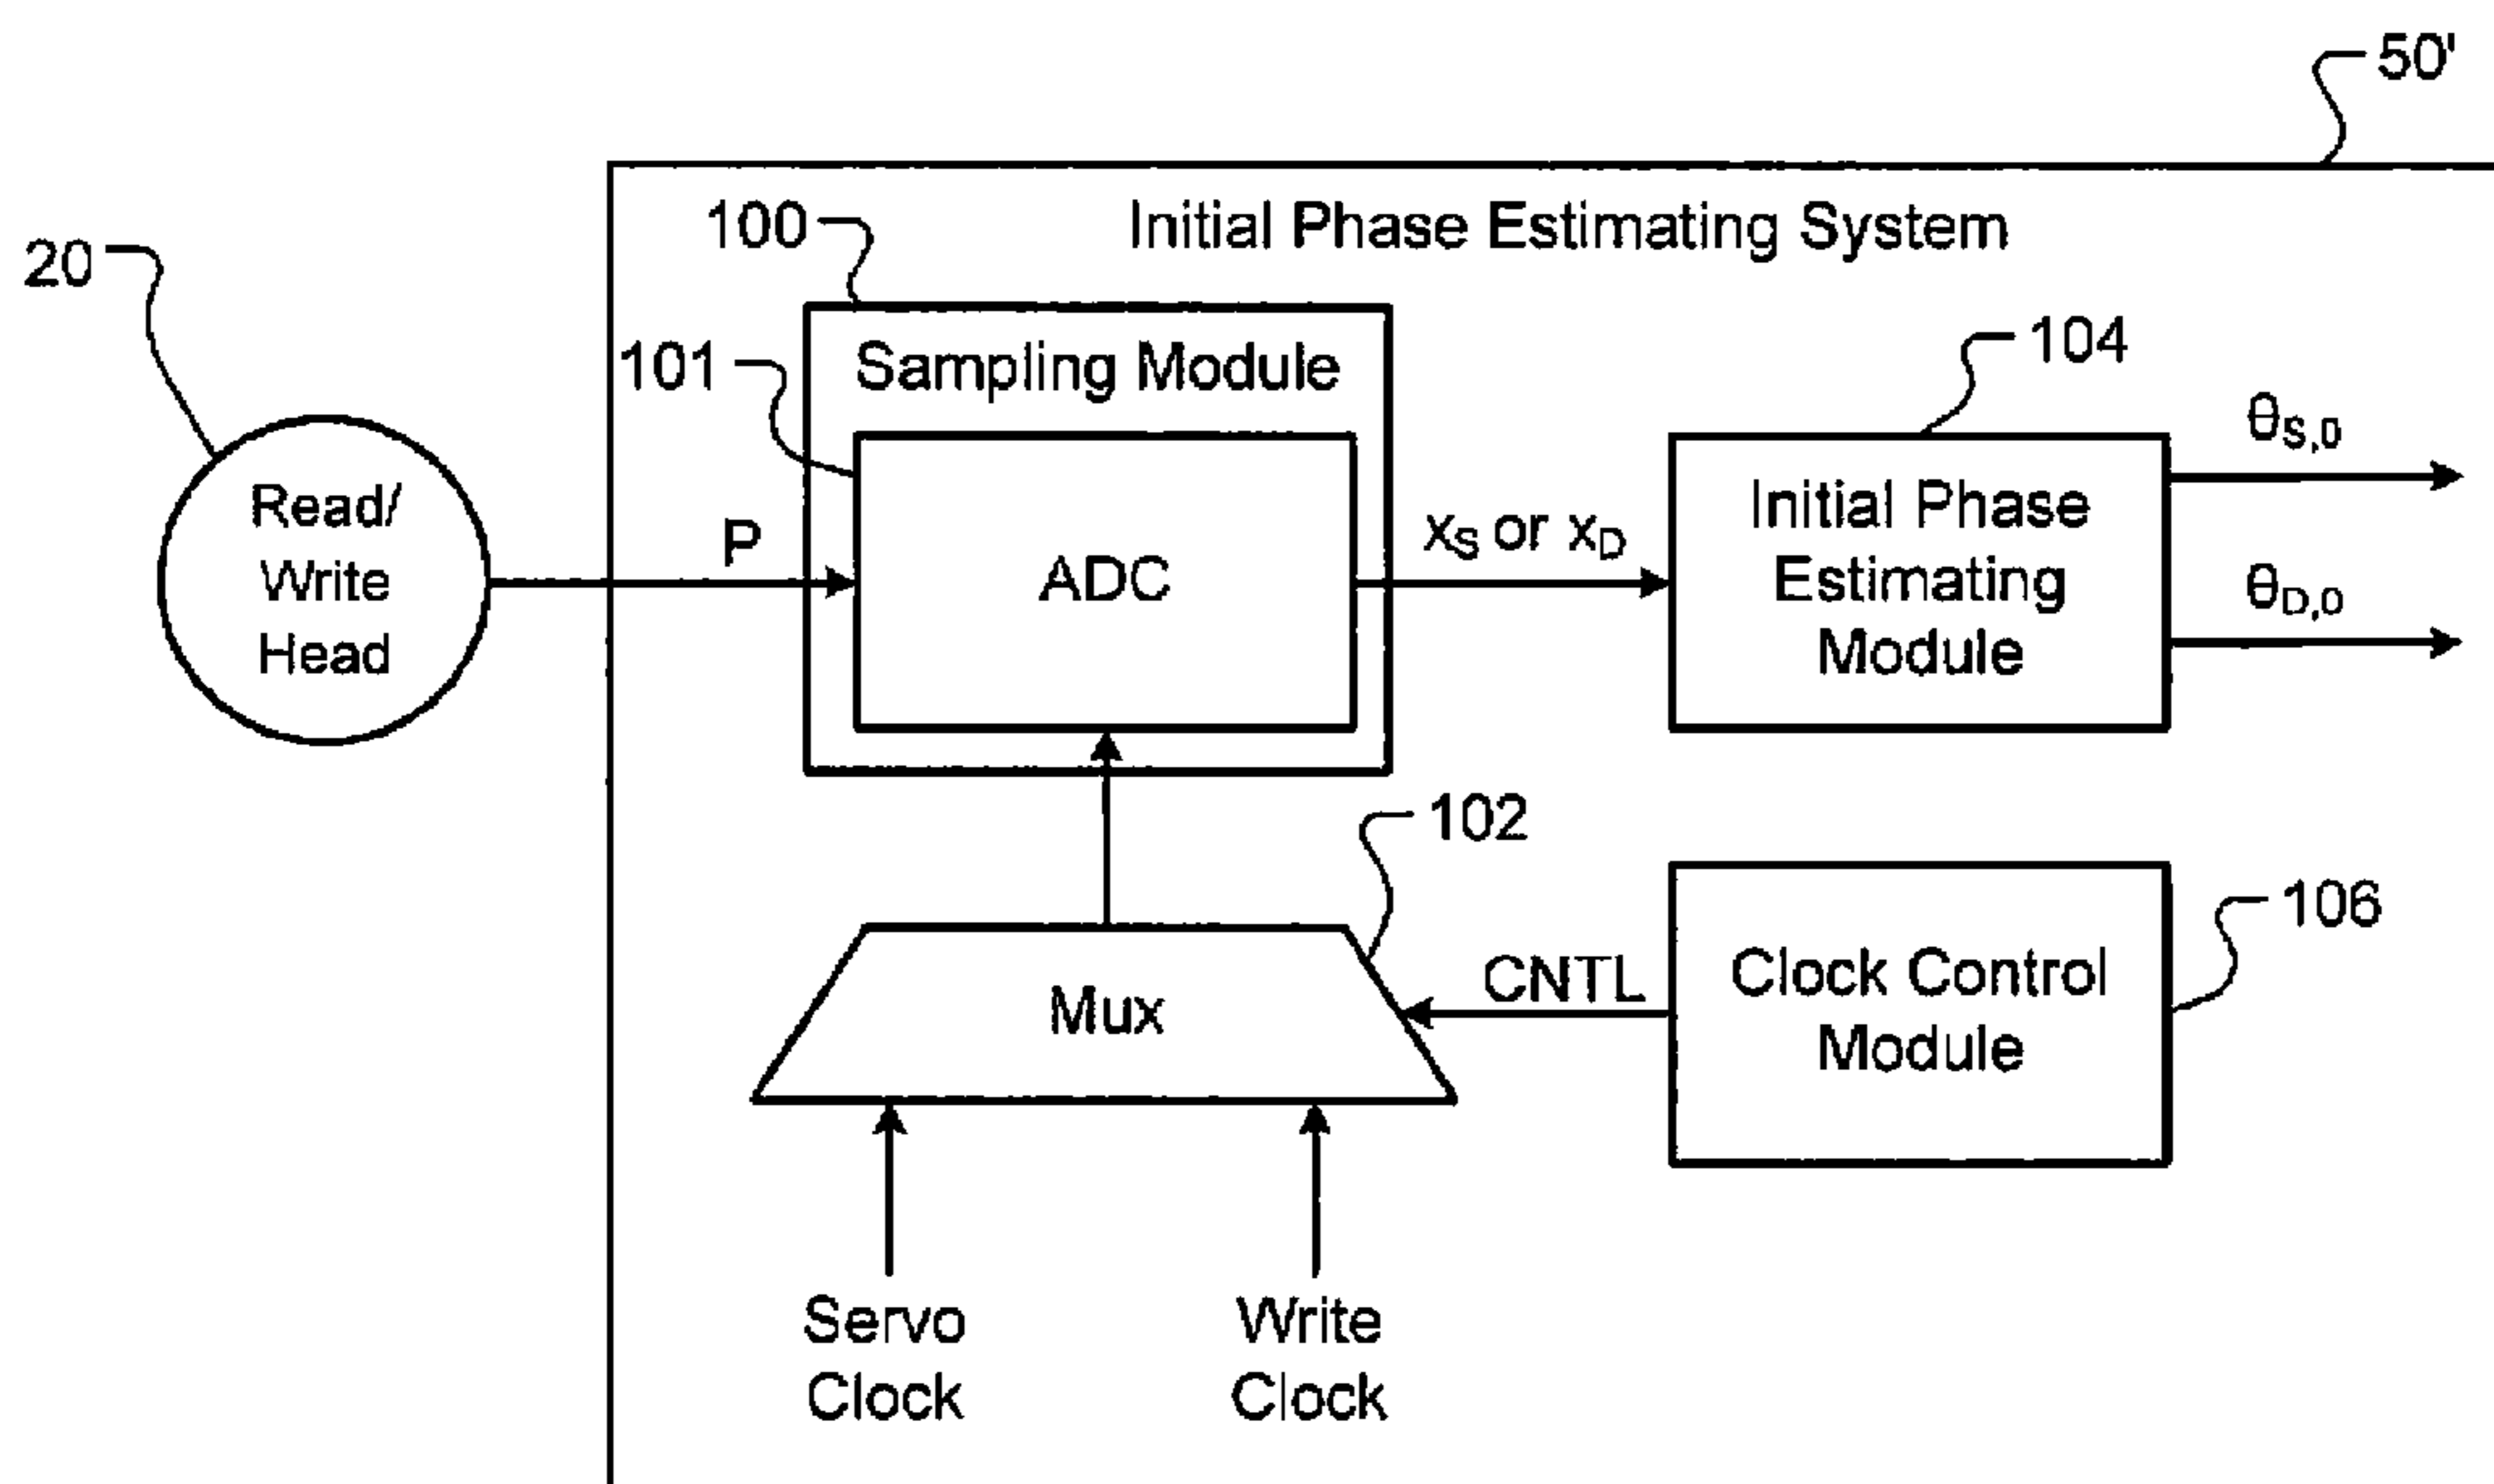 50'
Initial Phase Estimating System
100
20
101
Sampling Module
104
θS,0
Read/
Write
Head
P
ADC
xS or xD
Initial Phase
Estimating
Module
θD,0
102
106
Mux
CNTL
Clock Control
Module
Servo
Clock
Write
Clock